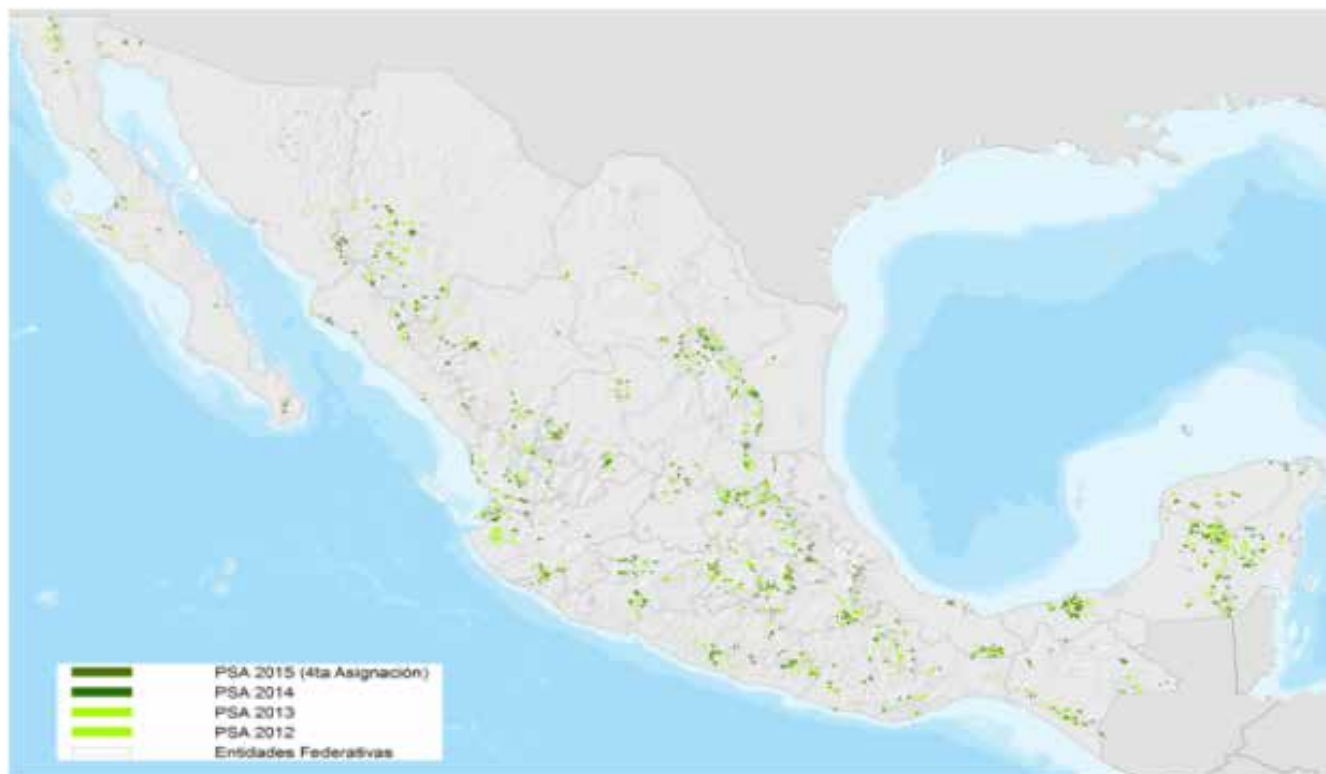 PSA 2015 (4ta Asignación)
PSA 2014
PSA 2013
PSA 2012
Entidades Federativas